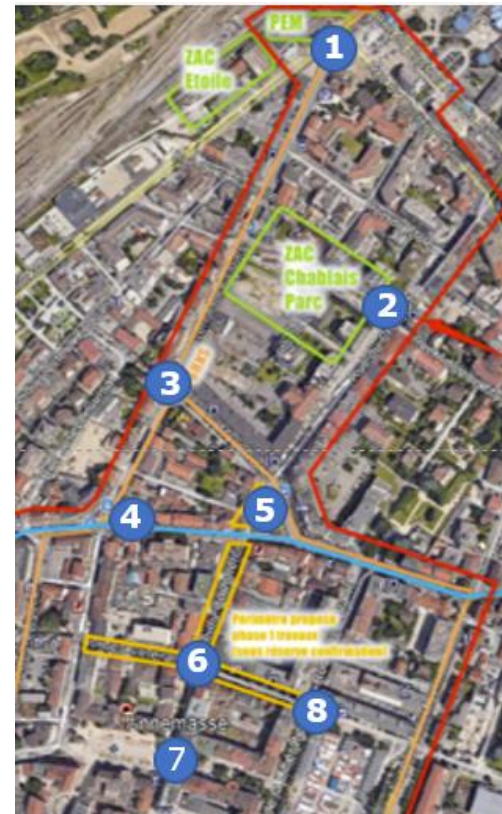 PEM
1
ZAC
Etoile
ZAC
Chablais
Parc
2
3
4
5
Périmètre proposé
phase 1 travaux
(sous réserve confirmation)
6
8
Annemasse
7